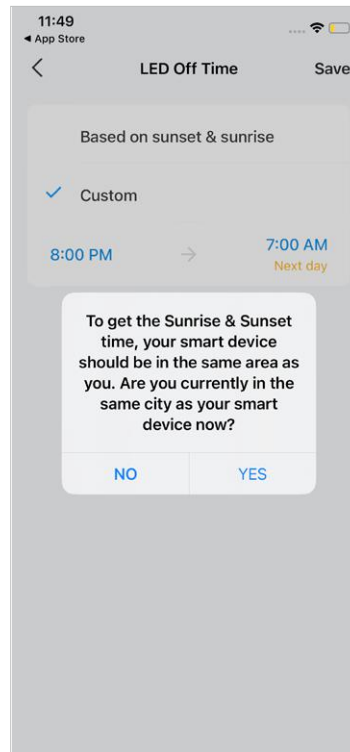 11:49
◀ App Store
LED Off Time
Save
Based on sunset & sunrise
Custom
8:00 PM
7:00 AM
Next day
To get the Sunrise & Sunset
time, your smart device
should be in the same area as
you. Are you currently in the
same city as your smart
device now?
NO
YES